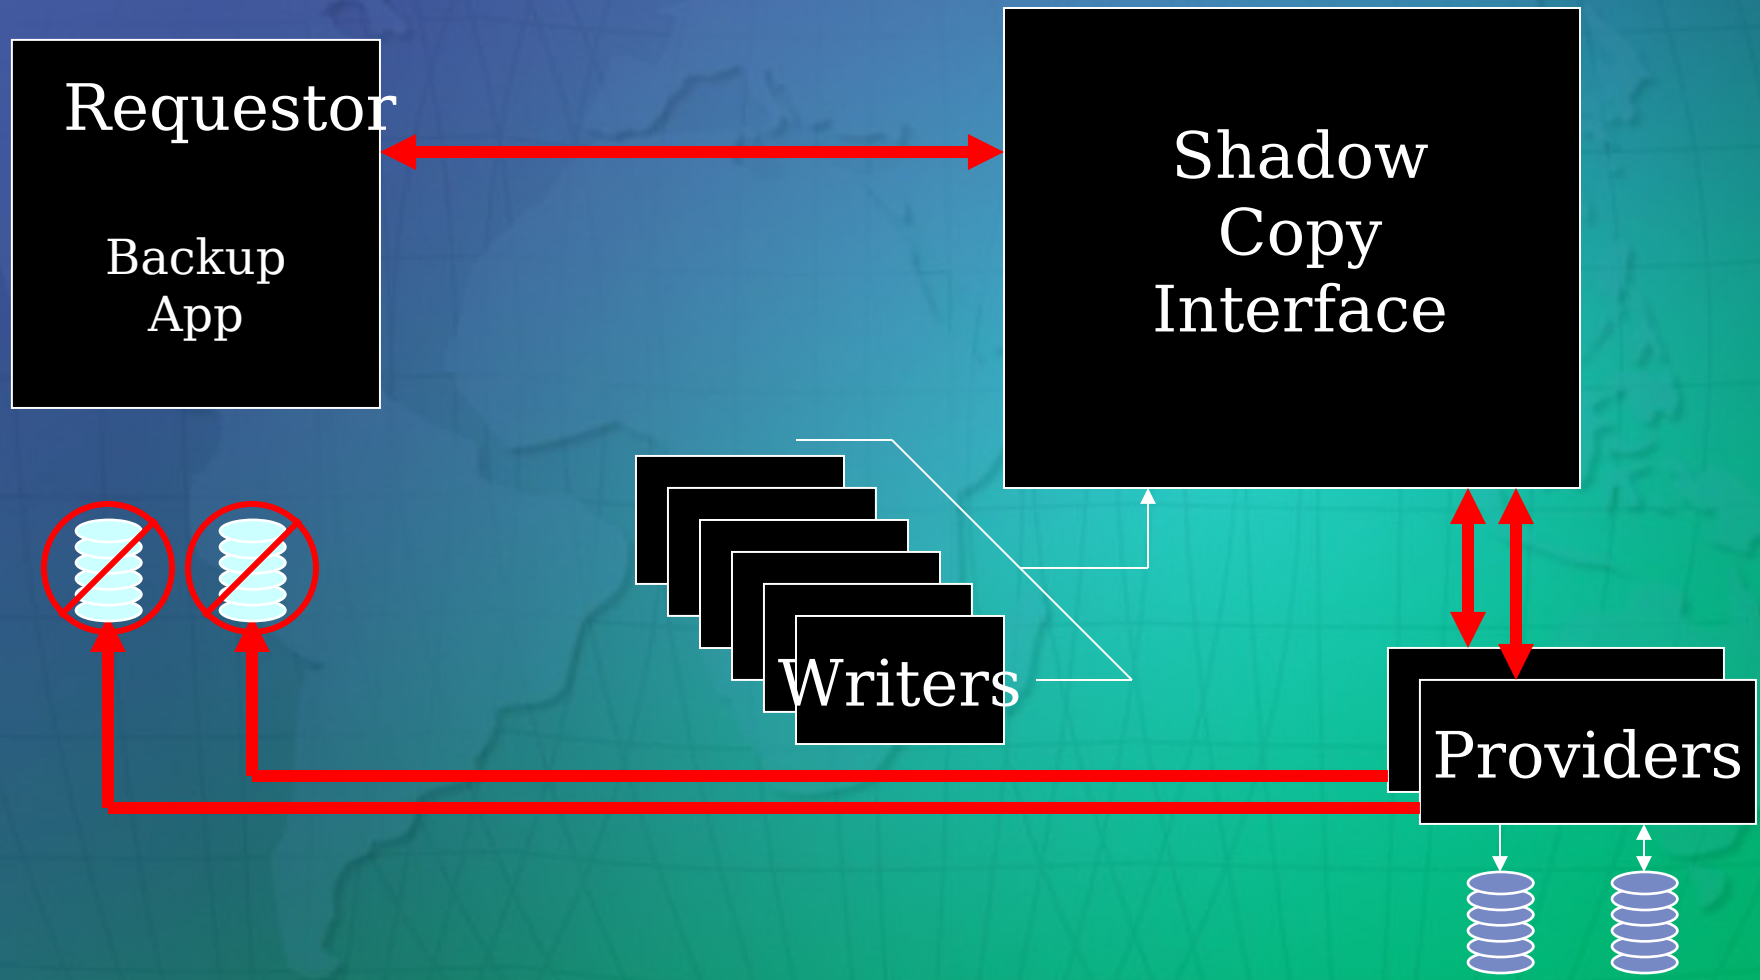 Requestor
Backup
App
Shadow
Copy
Interface
Writers
Providers